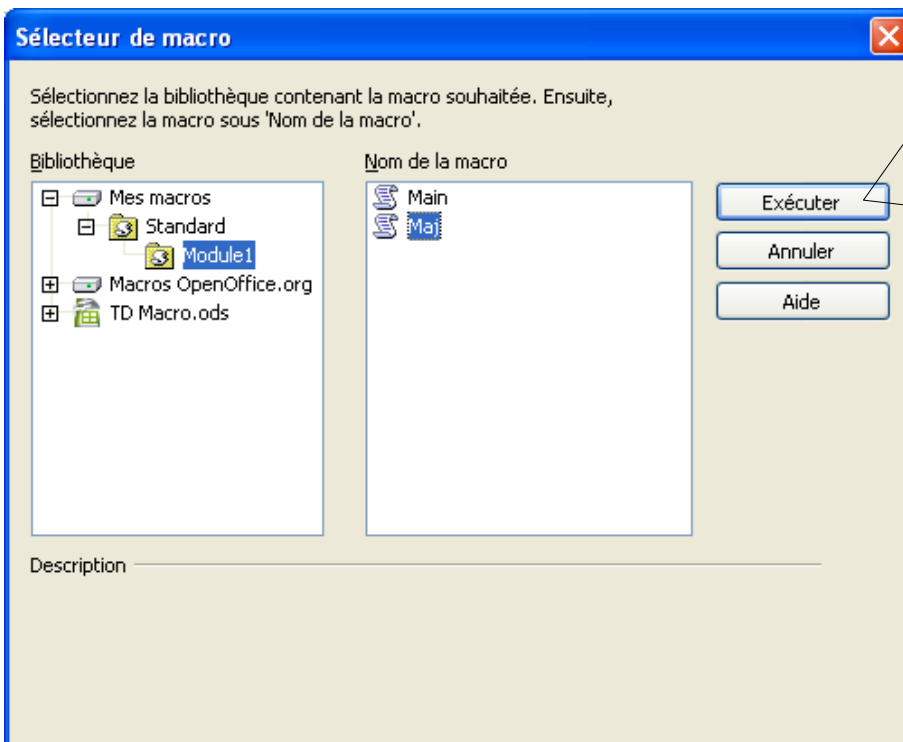 Sélecteur de macro
Sélectionnez la bibliothèque contenant la macro souhaitée. Ensuite,
sélectionnez la macro sous 'Nom de la macro'.
Bibliothèque
Nom de la macro
Mes macros
Standard
Module1
Macros OpenOffice.org
TD Macro.ods
Main
Maj
Exécuter
Annuler
Aide
Description